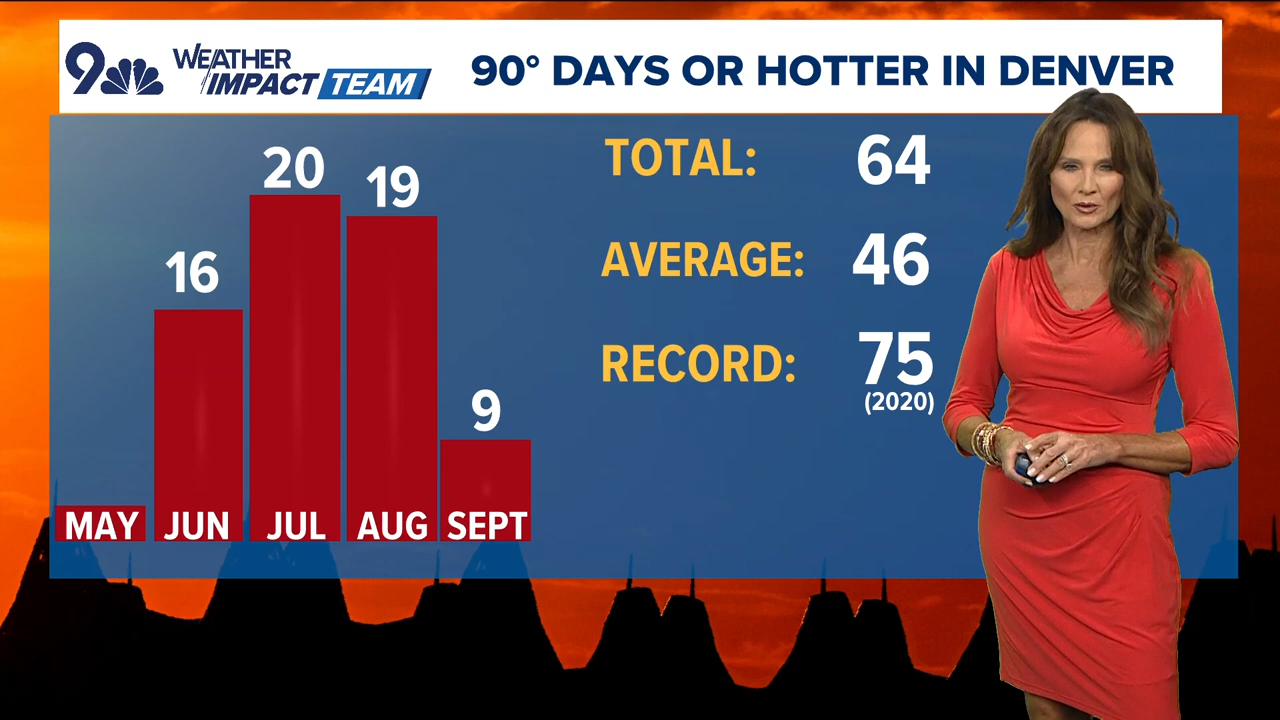 9 WEATHER IMPACT TEAM
90° DAYS OR HOTTER IN DENVER
20
19
16
9
MAY JUN JUL AUG SEPT
TOTAL: 64
AVERAGE: 46
RECORD: 75
(2020)